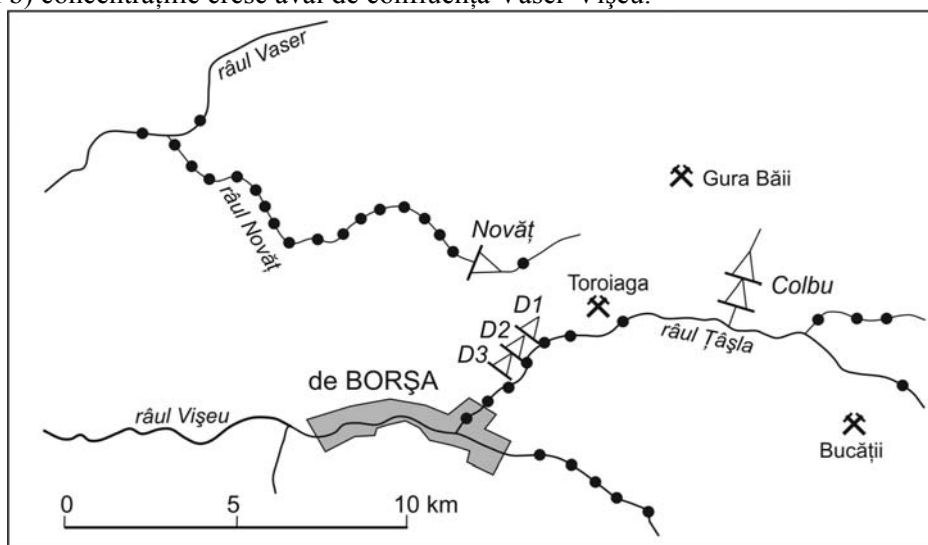 b) concentrațiile cresc aval de confluența Vaser-Vișeu.
râul Vaser
Gura Băii
râul Novăț
Novăț
Toroiaga
Colbu
D1
D2
D3
râul Țâșla
de BORȘA
râul Vișeu
Bucății
0 5 10 km